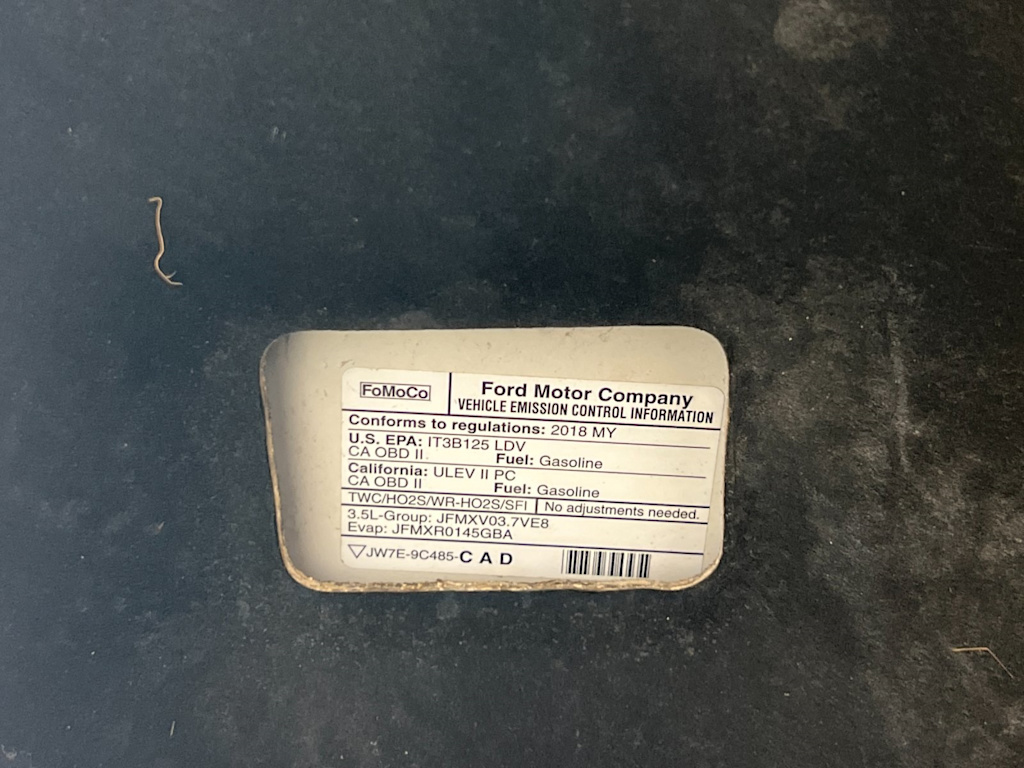 FoMoCo
Ford Motor Company
VEHICLE EMISSION CONTROL INFORMATION
Conforms to regulations: 2018 MY
U.S. EPA: IT3B125 LDV
CA OBD II. Fuel: Gasoline
California: ULEV II PC
CA OBD II Fuel: Gasoline
TWC/HO2S/WR-HO2S/SFI No adjustments needed.
3.5L-Group: JFMXV03.7VE8
Evap: JFMXR0145GBA
JW7E-9C485-C A D